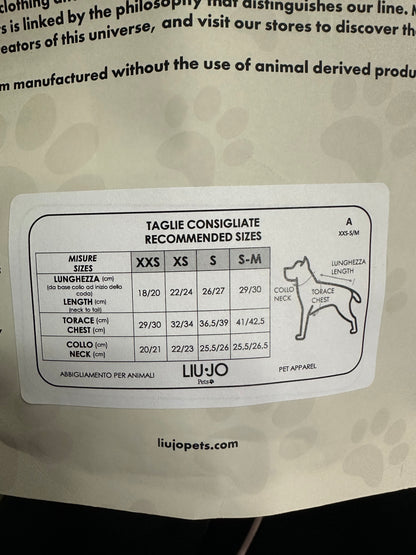 clothing
s is linked by the philosophy that distinguishes our line.
eators of this universe, and visit our stores to discover th
m manufactured without the use of animal derived produ
TAGLIE CONSIGLIATE
RECOMMENDED SIZES
A
XXS-S/M
MISURE
SIZES
XXS XS S S-M
LUNGHEZZA (cm)
(da base collo ad inizio della
coda)
LENGTH (cm)
(neck to tail)
18/20 22/24 26/27 29/30
TORACE (cm)
CHEST (cm)
29/30 32/34 36,5/39 41/42.5
COLLO (cm)
NECK (cm)
20/21 22/23 25.5/26 25.5/26.5
LUNGHEZZA
LENGTH
COLLO
NECK
TORACE
CHEST
ABBIGLIAMENTO PER ANIMALI
LIU·JO
Pets
PET APPAREL
liujopets.com